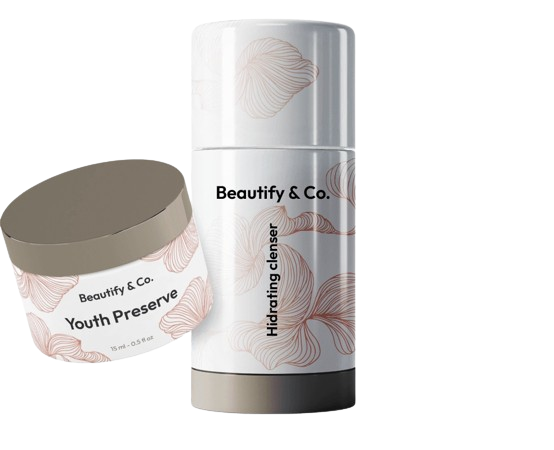 Beautify & Co.
Hidrating clenser
Beautify & Co.
Youth Preserve
15 ml - 0.5 fl oz